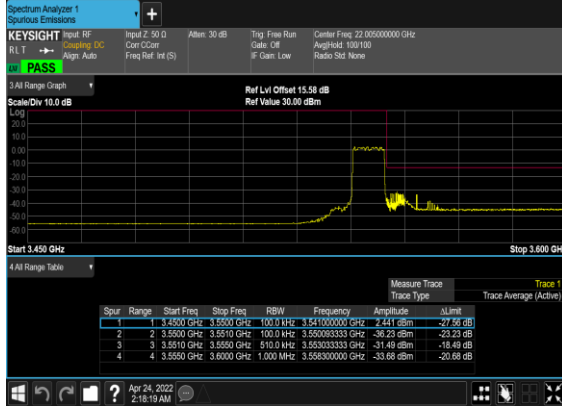 Spectrum Analyzer 1
Spurious Emissions
KEYSIGHT Input: RF Input Z: 50 Ω Atten: 30 dB Trig: Free Run Center Freq: 22.005000000 GHz
RLT Coupling: DC Corr CCorr Gate: Off Avg|Hold: 100/100
Align: Auto Freq Ref: Int (S) IF Gain: Low Radio Std: None
PASS
3 All Range Graph Ref Lvl Offset 15.58 dB
Scale/Div 10.0 dB Ref Value 30.00 dBm
Log
20.0
10.0
0.00
-10.0
-20.0
-30.0
-40.0
-50.0
-60.0
Start 3.450 GHz Stop 3.600 GH
4 All Range Table
Measure Trace Trace 1
Trace Type Trace Average (Active)
Spur Range Start Freq Stop Freq RBW Frequency Amplitude ΔLimit
1 1 3.4500 GHz 3.5500 GHz 100.0 kHz 3.541000000 GHz 2.441 dBm -27.56 dB
2 2 3.5500 GHz 3.5510 GHz 100.0 kHz 3.550093333 GHz -36.23 dBm -23.23 dB
3 3 3.5510 GHz 3.5550 GHz 510.0 kHz 3.553033333 GHz -31.49 dBm -18.49 dB
4 4 3.5550 GHz 3.6000 GHz 1.000 MHz 3.558300000 GHz -33.68 dBm -20.68 dB
Apr 24, 2022
2:18:19 AM